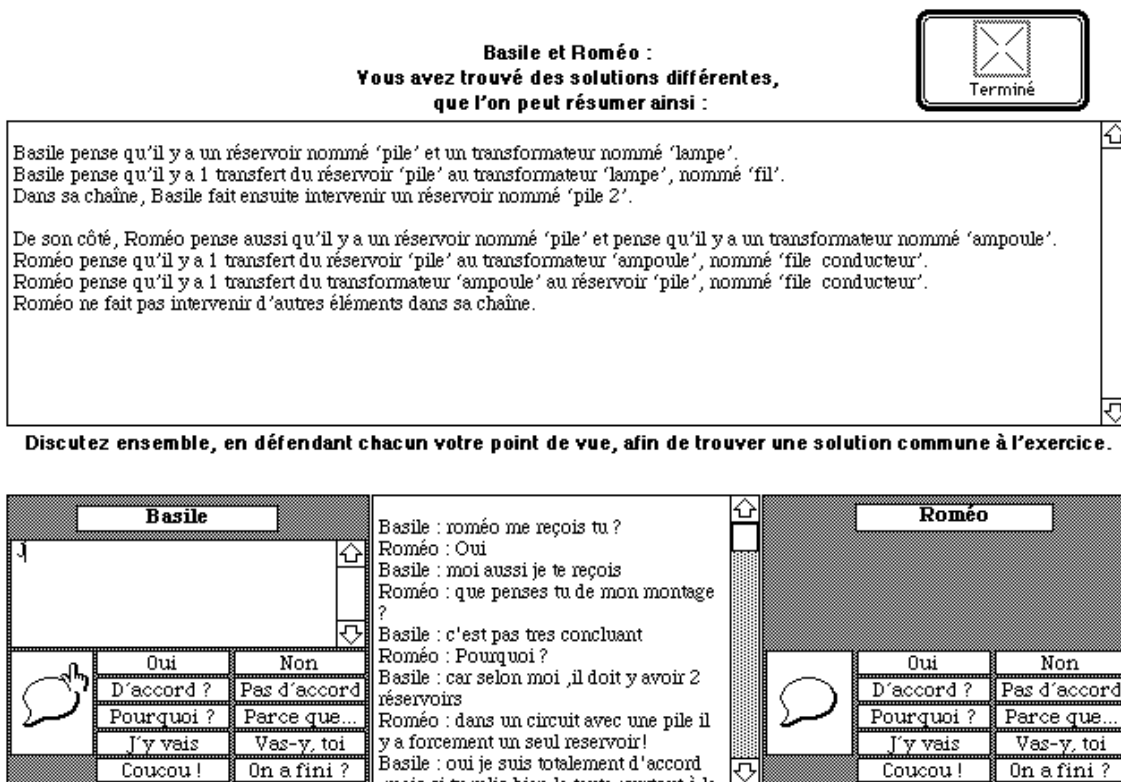 Basile et Roméo :
Vous avez trouvé des solutions différentes,
que l'on peut résumer ainsi :
Terminé
Basile pense qu'il y a un réservoir nommé 'pile' et un transformateur nommé 'lampe'.
Basile pense qu'il y a 1 transfert du réservoir 'pile' au transformateur 'lampe', nommé 'fil'.
Dans sa chaîne, Basile fait ensuite intervenir un réservoir nommé 'pile 2'.
De son côté, Roméo pense aussi qu'il y a un réservoir nommé 'pile' et pense qu'il y a un transformateur nommé 'ampoule'.
Roméo pense qu'il y a 1 transfert du réservoir 'pile' au transformateur 'ampoule', nommé 'file conducteur'.
Roméo pense qu'il y a 1 transfert du transformateur 'ampoule' au réservoir 'pile', nommé 'file conducteur'.
Roméo ne fait pas intervenir d'autres éléments dans sa chaîne.
Discutez ensemble, en défendant chacun votre point de vue, afin de trouver une solution commune à l'exercice.
Basile
J
Oui
Non
D'accord ?
Pas d'accord
Pourquoi ?
Parce que...
J'y vais
Vas-y, toi
Coucou !
On a fini ?
Basile : roméo me reçois tu ?
Roméo : Oui
Basile : moi aussi je te reçois
Roméo : que penses tu de mon montage
?
Basile : c'est pas tres concluant
Roméo : Pourquoi ?
Basile : car selon moi ,il doit y avoir 2
réservoirs
Roméo : dans un circuit avec une pile il
y a forcement un seul reservoir!
Basile : oui je suis totalement d'accord
Roméo
Oui
Non
D'accord ?
Pas d'accord
Pourquoi ?
Parce que...
J'y vais
Vas-y, toi
Coucou !
On a fini ?